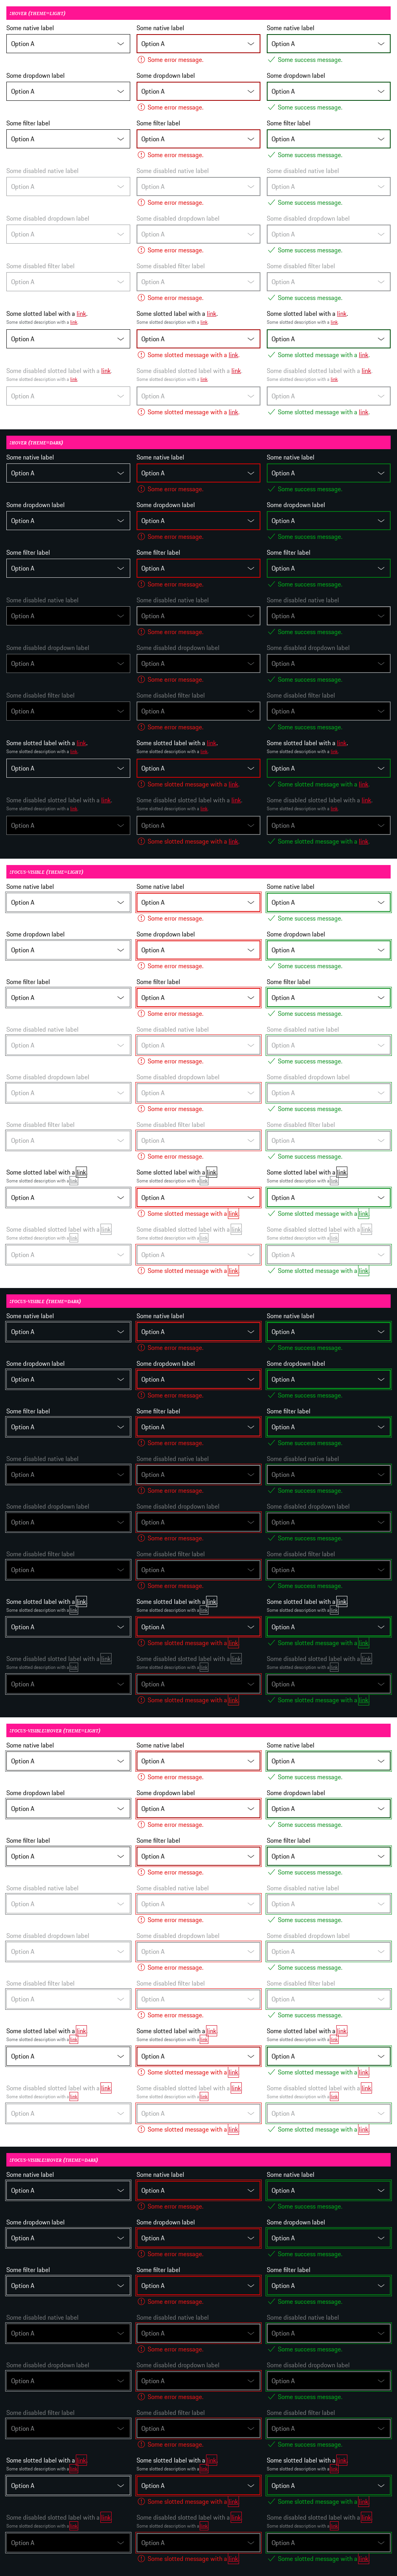 :HOVER (THEME=LIGHT)
Some native label Some native label Some native label
Option A Option A Option A
Some error message. Some success message.
Some dropdown label Some dropdown label Some dropdown label
Option A Option A Option A
Some error message. Some success message.
Some filter label Some filter label Some filter label
Option A Option A Option A
Some error message. Some success message.
Some disabled native label Some disabled native label Some disabled native label
Option A Option A Option A
Some error message. Some success message.
Some disabled dropdown label Some disabled dropdown label Some disabled dropdown label
Option A Option A Option A
Some error message. Some success message.
Some disabled filter label Some disabled filter label Some disabled filter label
Option A Option A Option A
Some error message. Some success message.
Some slotted label with a link. Some slotted label with a link. Some slotted label with a link.
Some slotted description with a link. Some slotted description with a link. Some slotted description with a link.
Option A Option A Option A
Some slotted message with a link. Some slotted message with a link.
Some disabled slotted label with a link. Some disabled slotted label with a link. Some disabled slotted label with a link.
Some slotted description with a link. Some slotted description with a link. Some slotted description with a link.
Option A Option A Option A
Some slotted message with a link. Some slotted message with a link.
:HOVER (THEME=DARK)
Some native label Some native label Some native label
Option A Option A Option A
Some error message. Some success message.
Some dropdown label Some dropdown label Some dropdown label
Option A Option A Option A
Some error message. Some success message.
Some filter label Some filter label Some filter label
Option A Option A Option A
Some error message. Some success message.
Some disabled native label Some disabled native label Some disabled native label
Option A Option A Option A
Some error message. Some success message.
Some disabled dropdown label Some disabled dropdown label Some disabled dropdown label
Option A Option A Option A
Some error message. Some success message.
Some disabled filter label Some disabled filter label Some disabled filter label
Option A Option A Option A
Some error message. Some success message.
Some slotted label with a link. Some slotted label with a link. Some slotted label with a link.
Some slotted description with a link. Some slotted description with a link. Some slotted description with a link.
Option A Option A Option A
Some slotted message with a link. Some slotted message with a link.
Some disabled slotted label with a link. Some disabled slotted label with a link. Some disabled slotted label with a link.
Some slotted description with a link. Some slotted description with a link. Some slotted description with a link.
Option A Option A Option A
Some slotted message with a link. Some slotted message with a link.
:FOCUS-VISIBLE (THEME=LIGHT)
Some native label Some native label Some native label
Option A Option A Option A
Some error message. Some success message.
Some dropdown label Some dropdown label Some dropdown label
Option A Option A Option A
Some error message. Some success message.
Some filter label Some filter label Some filter label
Option A Option A Option A
Some error message. Some success message.
Some disabled native label Some disabled native label Some disabled native label
Option A Option A Option A
Some error message. Some success message.
Some disabled dropdown label Some disabled dropdown label Some disabled dropdown label
Option A Option A Option A
Some error message. Some success message.
Some disabled filter label Some disabled filter label Some disabled filter label
Option A Option A Option A
Some error message. Some success message.
Some slotted label with a link. Some slotted label with a link. Some slotted label with a link.
Some slotted description with a link. Some slotted description with a link. Some slotted description with a link.
Option A Option A Option A
Some slotted message with a link. Some slotted message with a link.
Some disabled slotted label with a link. Some disabled slotted label with a link. Some disabled slotted label with a link.
Some slotted description with a link. Some slotted description with a link. Some slotted description with a link.
Option A Option A Option A
Some slotted message with a link. Some slotted message with a link.
:FOCUS-VISIBLE (THEME=DARK)
Some native label Some native label Some native label
Option A Option A Option A
Some error message. Some success message.
Some dropdown label Some dropdown label Some dropdown label
Option A Option A Option A
Some error message. Some success message.
Some filter label Some filter label Some filter label
Option A Option A Option A
Some error message. Some success message.
Some disabled native label Some disabled native label Some disabled native label
Option A Option A Option A
Some error message. Some success message.
Some disabled dropdown label Some disabled dropdown label Some disabled dropdown label
Option A Option A Option A
Some error message. Some success message.
Some disabled filter label Some disabled filter label Some disabled filter label
Option A Option A Option A
Some error message. Some success message.
Some slotted label with a link. Some slotted label with a link. Some slotted label with a link.
Some slotted description with a link. Some slotted description with a link. Some slotted description with a link.
Option A Option A Option A
Some slotted message with a link. Some slotted message with a link.
Some disabled slotted label with a link. Some disabled slotted label with a link. Some disabled slotted label with a link.
Some slotted description with a link. Some slotted description with a link. Some slotted description with a link.
Option A Option A Option A
Some slotted message with a link. Some slotted message with a link.
:FOCUS-VISIBLE:HOVER (THEME=LIGHT)
Some native label Some native label Some native label
Option A Option A Option A
Some error message. Some success message.
Some dropdown label Some dropdown label Some dropdown label
Option A Option A Option A
Some error message. Some success message.
Some filter label Some filter label Some filter label
Option A Option A Option A
Some error message. Some success message.
Some disabled native label Some disabled native label Some disabled native label
Option A Option A Option A
Some error message. Some success message.
Some disabled dropdown label Some disabled dropdown label Some disabled dropdown label
Option A Option A Option A
Some error message. Some success message.
Some disabled filter label Some disabled filter label Some disabled filter label
Option A Option A Option A
Some error message. Some success message.
Some slotted label with a link. Some slotted label with a link. Some slotted label with a link.
Some slotted description with a link. Some slotted description with a link. Some slotted description with a link.
Option A Option A Option A
Some slotted message with a link. Some slotted message with a link.
Some disabled slotted label with a link. Some disabled slotted label with a link. Some disabled slotted label with a link.
Some slotted description with a link. Some slotted description with a link. Some slotted description with a link.
Option A Option A Option A
Some slotted message with a link. Some slotted message with a link.
:FOCUS-VISIBLE:HOVER (THEME=DARK)
Some native label Some native label Some native label
Option A Option A Option A
Some error message. Some success message.
Some dropdown label Some dropdown label Some dropdown label
Option A Option A Option A
Some error message. Some success message.
Some filter label Some filter label Some filter label
Option A Option A Option A
Some error message. Some success message.
Some disabled native label Some disabled native label Some disabled native label
Option A Option A Option A
Some error message. Some success message.
Some disabled dropdown label Some disabled dropdown label Some disabled dropdown label
Option A Option A Option A
Some error message. Some success message.
Some disabled filter label Some disabled filter label Some disabled filter label
Option A Option A Option A
Some error message. Some success message.
Some slotted label with a link. Some slotted label with a link. Some slotted label with a link.
Some slotted description with a link. Some slotted description with a link. Some slotted description with a link.
Option A Option A Option A
Some slotted message with a link. Some slotted message with a link.
Some disabled slotted label with a link. Some disabled slotted label with a link. Some disabled slotted label with a link.
Some slotted description with a link. Some slotted description with a link. Some slotted description with a link.
Option A Option A Option A
Some slotted message with a link. Some slotted message with a link.